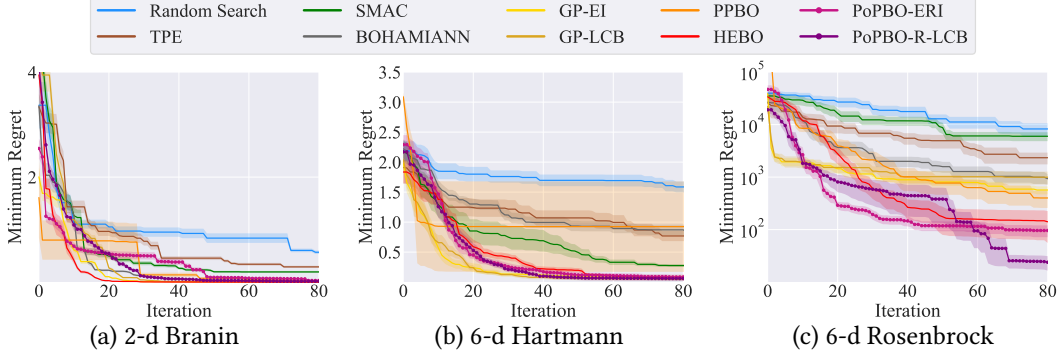 Random Search SMAC GP-EI PPBO PoPBO-ERI
TPE BOHAMIANN GP-LCB HEBO PoPBO-R-LCB
Minimum Regret
4
2
0 20 40 60 80
Iteration
(a) 2-d Branin
Minimum Regret
3.0
2.5
2.0
1.5
1.0
0.5
0 20 40 60 80
Iteration
(b) 6-d Hartmann
Minimum Regret
10^5
10^4
10^3
10^2
0 20 40 60 80
Iteration
(c) 6-d Rosenbrock